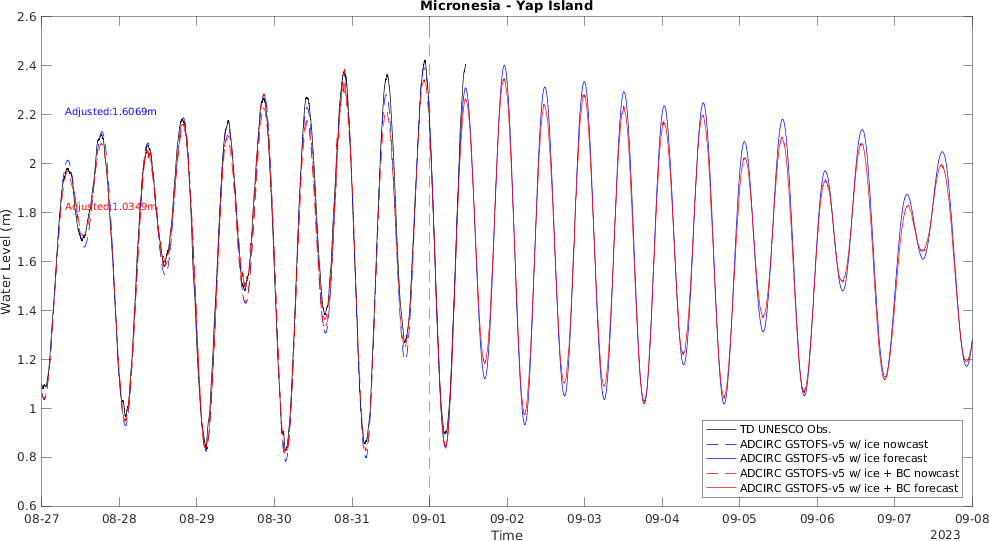 Micronesia - Yap Island
2.6
2.4
2.2
2
1.8
1.6
1.4
1.2
1
0.8
0.6
Water Level (m)
Adjusted:1.6069m
Adjusted:1.0349m
TD UNESCO Obs.
ADCIRC GSTOFS-v5 w/ ice nowcast
ADCIRC GSTOFS-v5 w/ ice forecast
ADCIRC GSTOFS-v5 w/ ice + BC nowcast
ADCIRC GSTOFS-v5 w/ ice + BC forecast
08-27 08-28 08-29 08-30 08-31 09-01 09-02 09-03 09-04 09-05 09-06 09-07 09-08
Time
2023